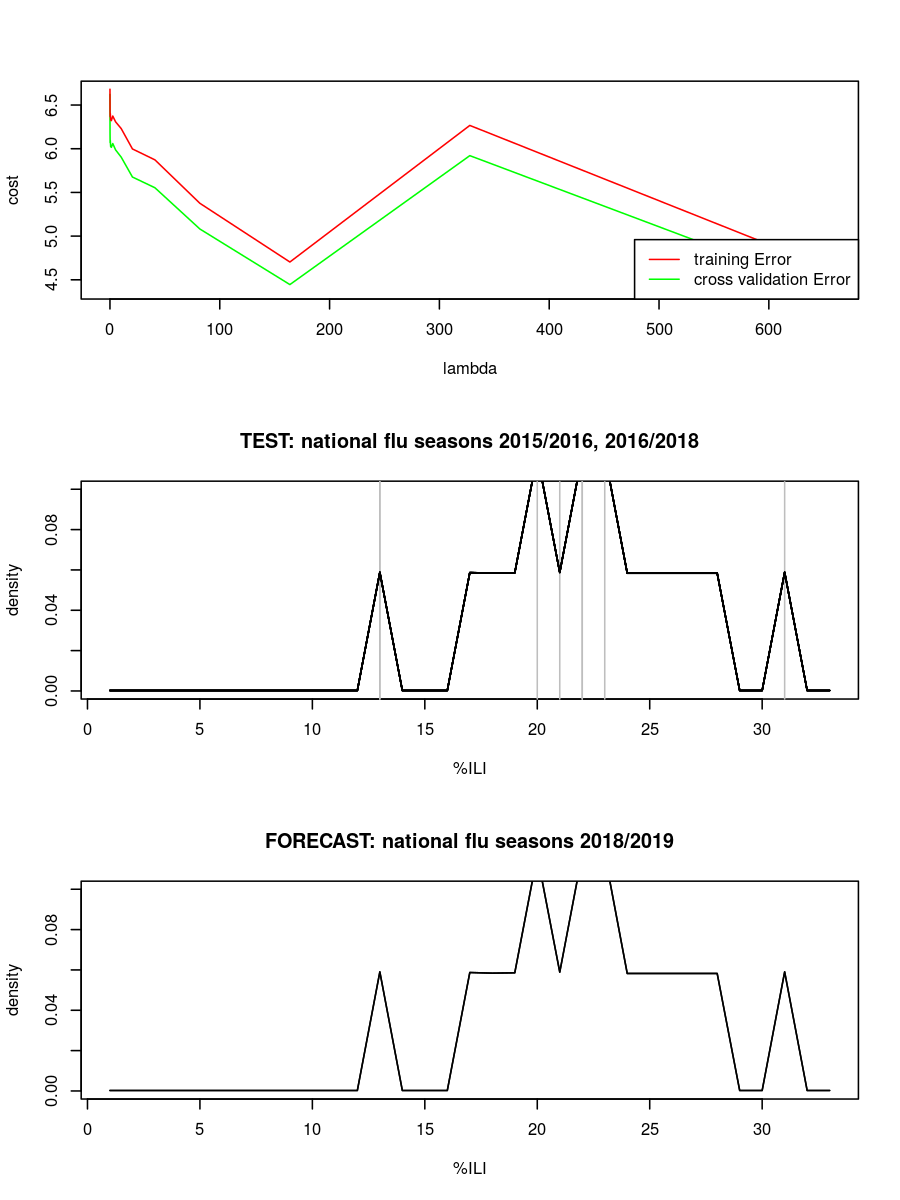 6.5
6.0
5.5
5.0
4.5
cost
training Error
cross validation Error
0 100 200 300 400 500 600
lambda
TEST: national flu seasons 2015/2016, 2016/2018
0.08
0.04
0.00
density
0 5 10 15 20 25 30
%ILI
FORECAST: national flu seasons 2018/2019
0.08
0.04
0.00
density
0 5 10 15 20 25 30
%ILI